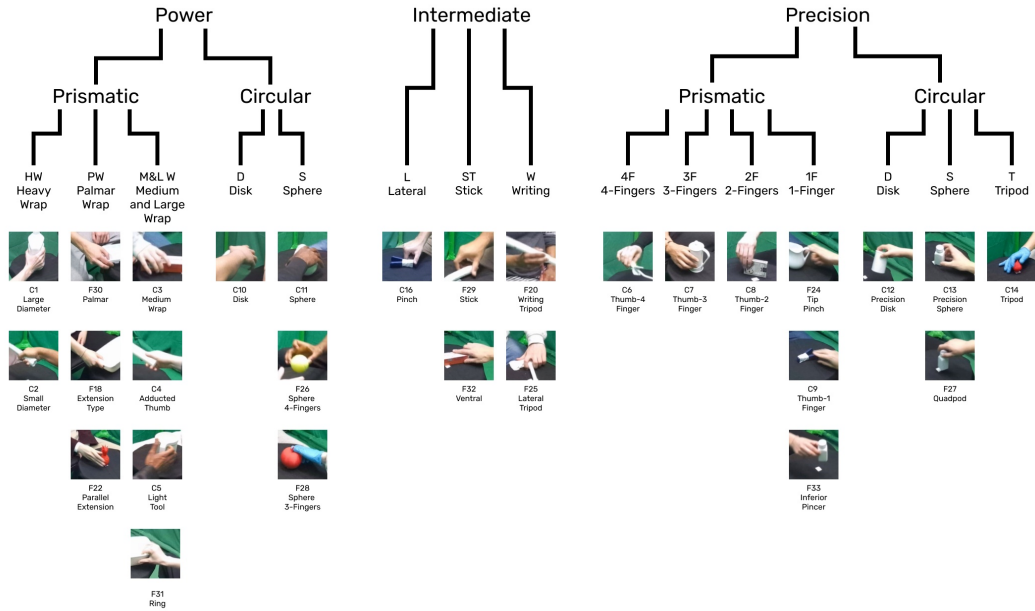 Power
Intermediate
Precision
Prismatic
Circular
Prismatic
Circular
HW
Heavy
Wrap
PW
Palmar
Wrap
M&L W
Medium
and Large
Wrap
D
Disk
S
Sphere
L
Lateral
ST
Stick
W
Writing
4F
4-Fingers
3F
3-Fingers
2F
2-Fingers
1F
1-Finger
D
Disk
S
Sphere
T
Tripod
C1
Large
Diameter
F30
Palmar
C3
Medium
Wrap
C10
Disk
C11
Sphere
C16
Pinch
F29
Stick
F20
Writing
Tripod
C6
Thumb-4
Finger
C7
Thumb-3
Finger
C8
Thumb-2
Finger
F24
Tip
Pinch
C12
Precision
Disk
C13
Precision
Sphere
C14
Tripod
C2
Small
Diameter
F18
Extension
Type
C4
Adducted
Thumb
F26
Sphere
4-Fingers
F32
Ventral
F25
Lateral
Tripod
C9
Thumb-1
Finger
F27
Quadpod
F22
Parallel
Extension
C5
Light
Tool
F28
Sphere
3-Fingers
F33
Inferior
Pincer
F31
Ring